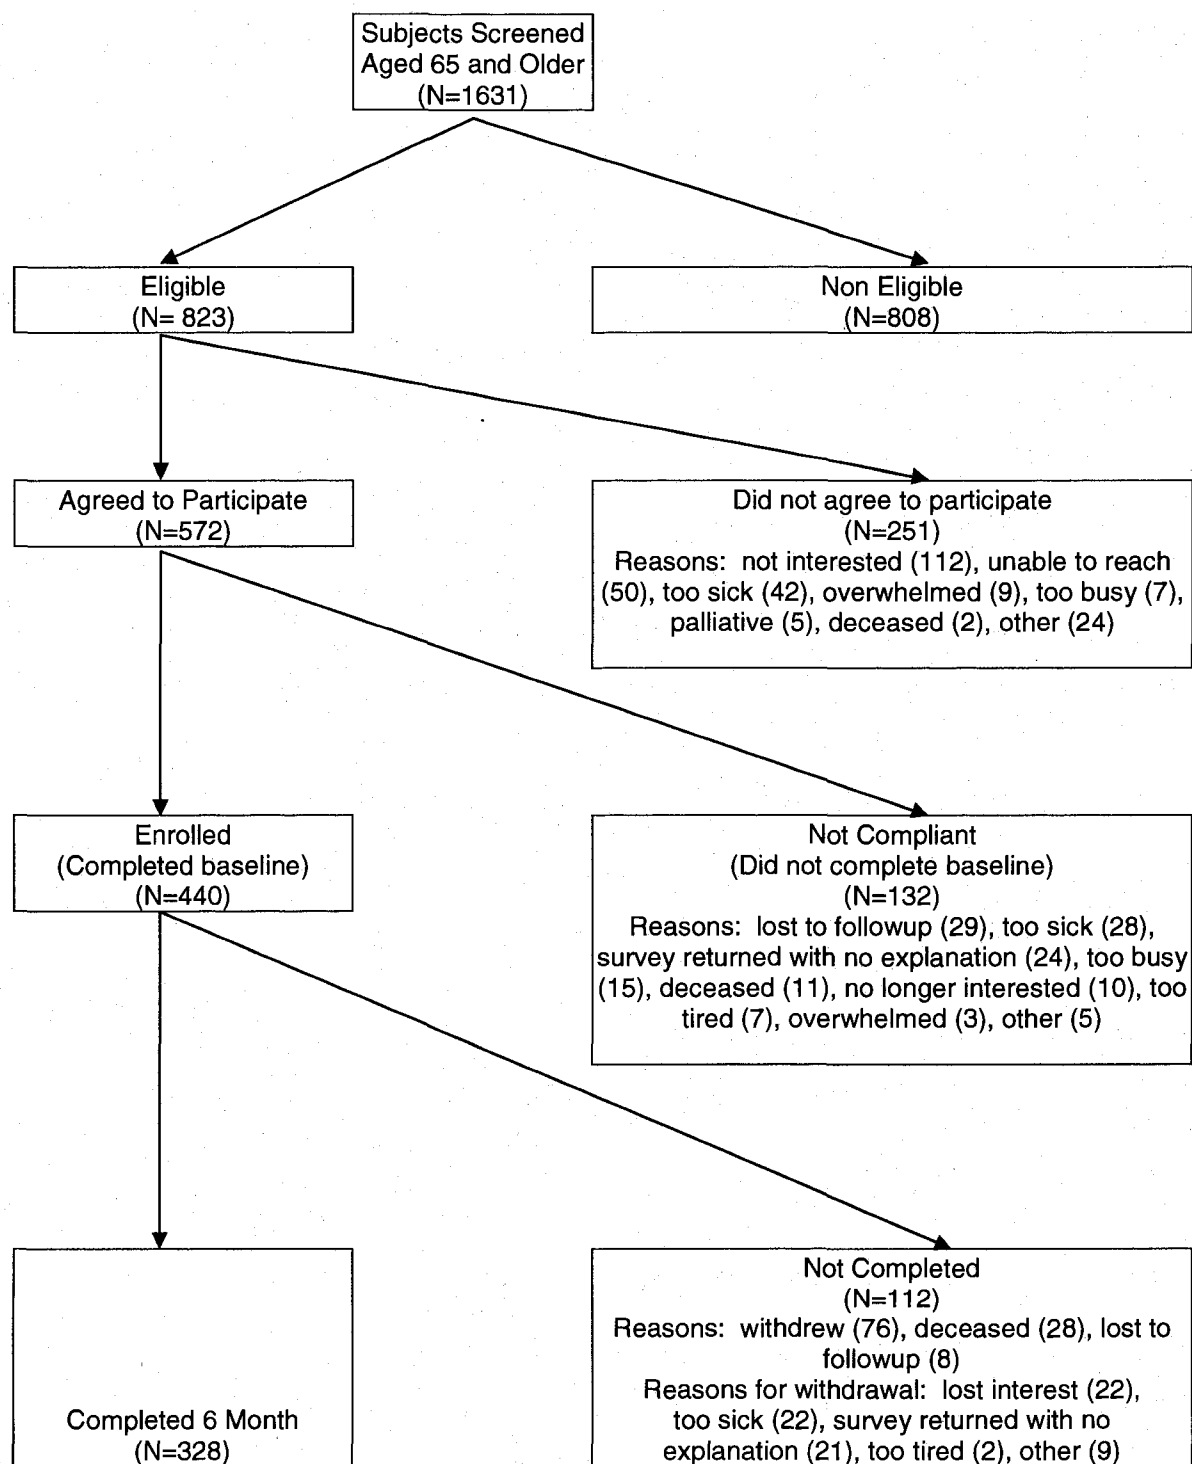 Subjects Screened
Aged 65 and Older
(N=1631)
Eligible
(N= 823)
Non Eligible
(N=808)
Agreed to Participate
(N=572)
Did not agree to participate
(N=251)
Reasons: not interested (112), unable to reach
(50), too sick (42), overwhelmed (9), too busy (7),
palliative (5), deceased (2), other (24)
Enrolled
(Completed baseline)
(N=440)
Not Compliant
(Did not complete baseline)
(N=132)
Reasons: lost to followup (29), too sick (28),
survey returned with no explanation (24), too busy
(15), deceased (11), no longer interested (10), too
tired (7), overwhelmed (3), other (5)
Completed 6 Month
(N=328)
Not Completed
(N=112)
Reasons: withdrew (76), deceased (28), lost to
followup (8)
Reasons for withdrawal: lost interest (22),
too sick (22), survey returned with no
explanation (21), too tired (2), other (9)